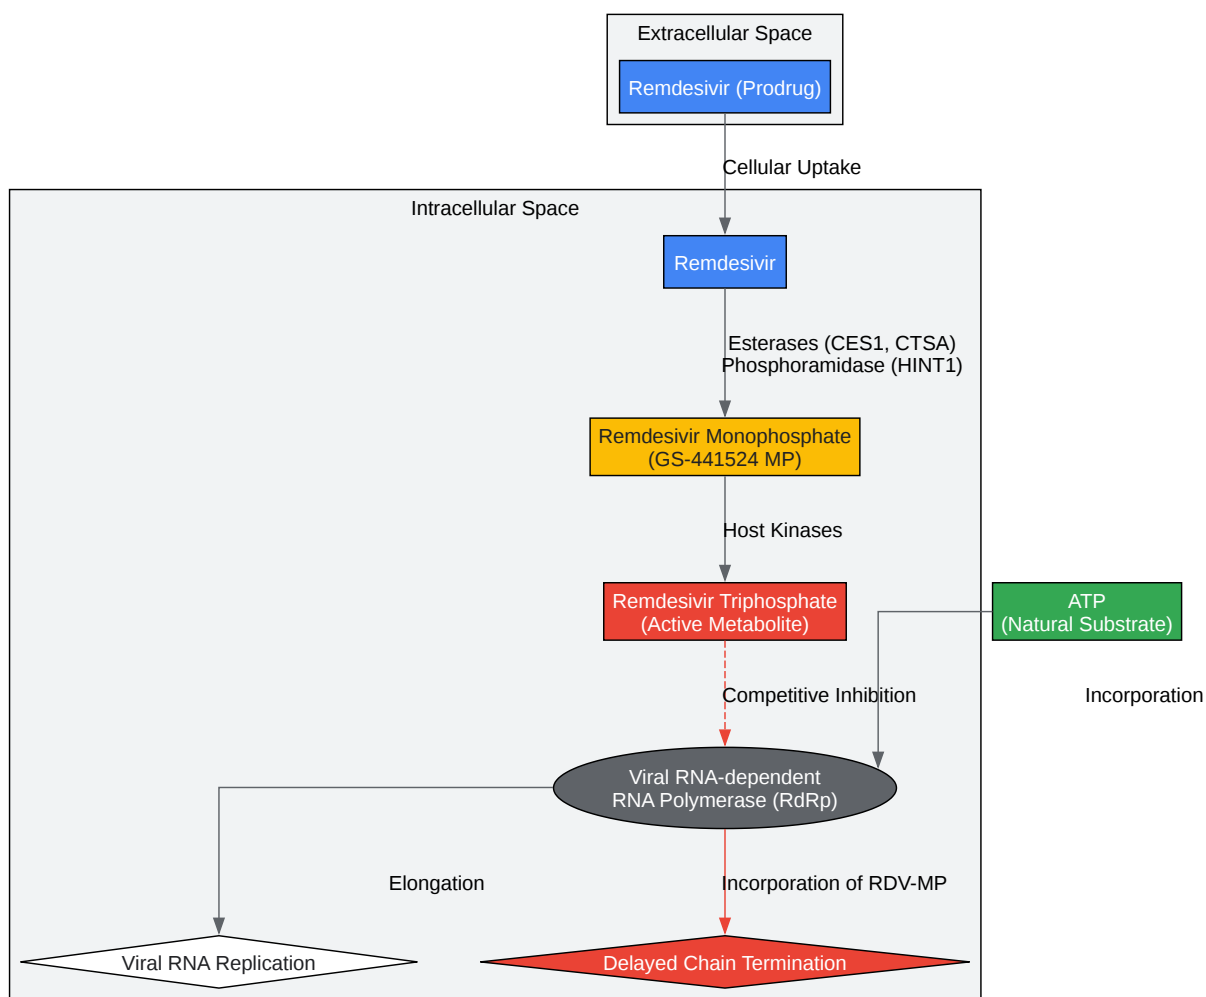 Extracellular Space
Remdesivir (Prodrug)
Cellular Uptake
Intracellular Space
Remdesivir
Esterases (CES1, CTSA)
Phosphoramidase (HINT1)
Remdesivir Monophosphate
(GS-441524 MP)
Host Kinases
Remdesivir Triphosphate
(Active Metabolite)
ATP
(Natural Substrate)
Competitive Inhibition
Incorporation
Viral RNA-dependent
RNA Polymerase (RdRp)
Elongation
Incorporation of RDV-MP
Viral RNA Replication
Delayed Chain Termination